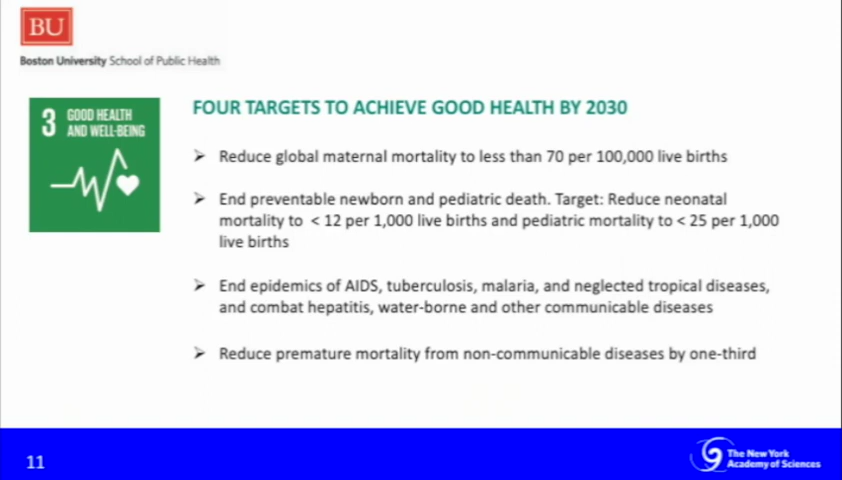 BU
Boston University School of Public Health
3 GOOD HEALTH
AND WELL-BEING
FOUR TARGETS TO ACHIEVE GOOD HEALTH BY 2030
➢ Reduce global maternal mortality to less than 70 per 100,000 live births
➢ End preventable newborn and pediatric death. Target: Reduce neonatal
mortality to < 12 per 1,000 live births and pediatric mortality to < 25 per 1,000
live births
➢ End epidemics of AIDS, tuberculosis, malaria, and neglected tropical diseases,
and combat hepatitis, water-borne and other communicable diseases
➢ Reduce premature mortality from non-communicable diseases by one-third
11
The New York
Academy of Sciences